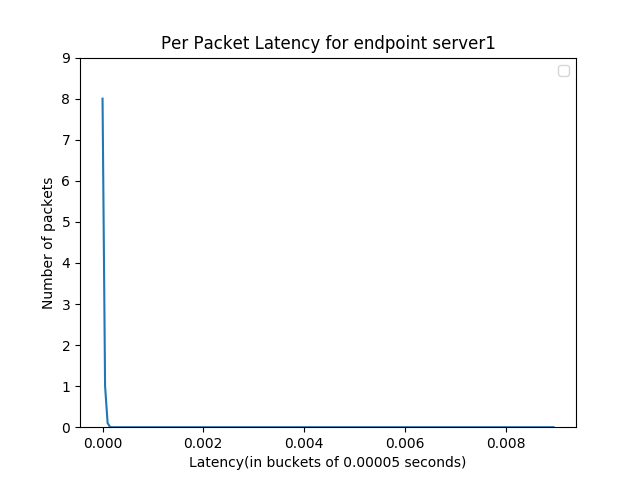 Per Packet Latency for endpoint server1
9
8
7
6
5
4
3
2
1
0
Number of packets
0.000 0.002 0.004 0.006 0.008
Latency(in buckets of 0.00005 seconds)